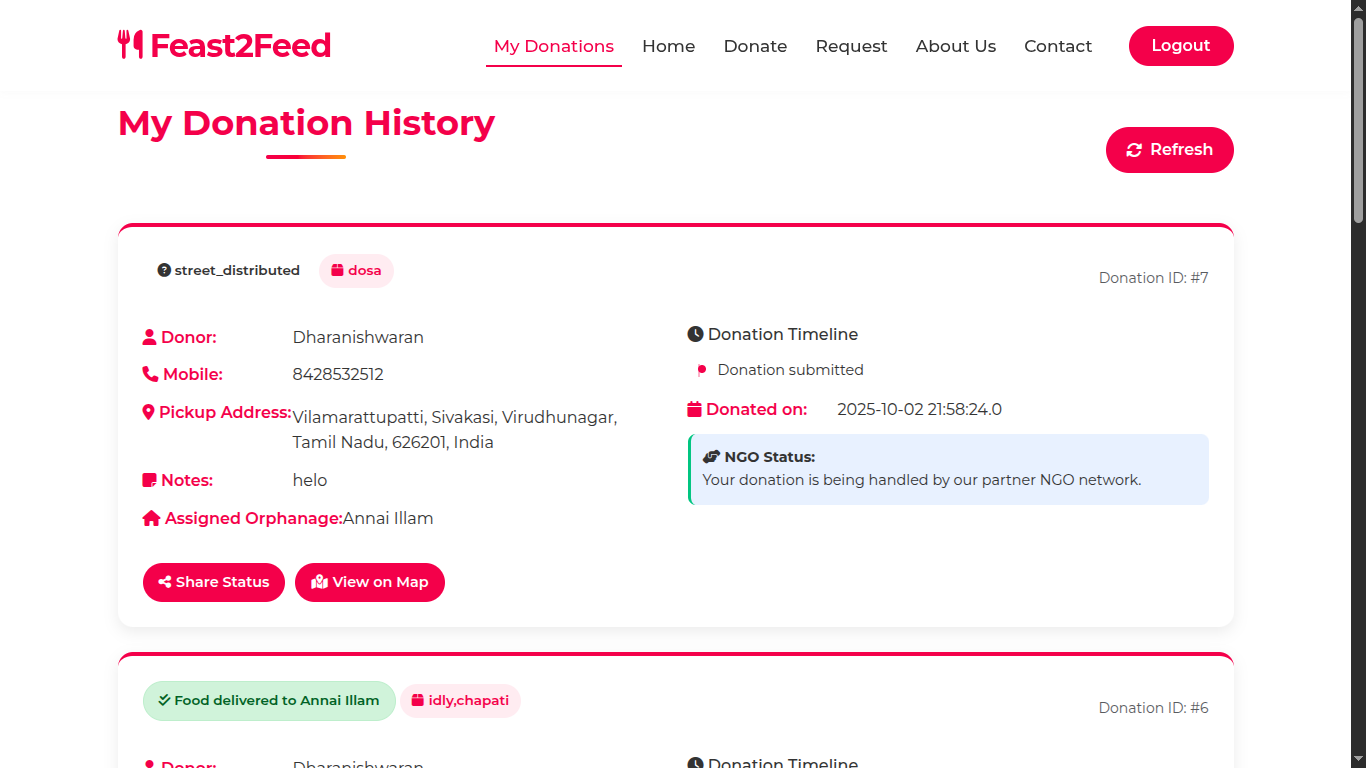 Feast2Feed
My Donations Home Donate Request About Us Contact Logout
My Donation History
Refresh
street_distributed dosa
Donation ID: #7
Donor: Dharanishwaran
Mobile: 8428532512
Pickup Address: Vilamarattupatti, Sivakasi, Virudhunagar,
Tamil Nadu, 626201, India
Notes: helo
Assigned Orphanage: Annai Illam
Donation Timeline
Donation submitted
Donated on: 2025-10-02 21:58:24.0
NGO Status:
Your donation is being handled by our partner NGO network.
Share Status View on Map
Food delivered to Annai Illam idly,chapati
Donation ID: #6
Donor: Dharanishwaran
Donation Timeline